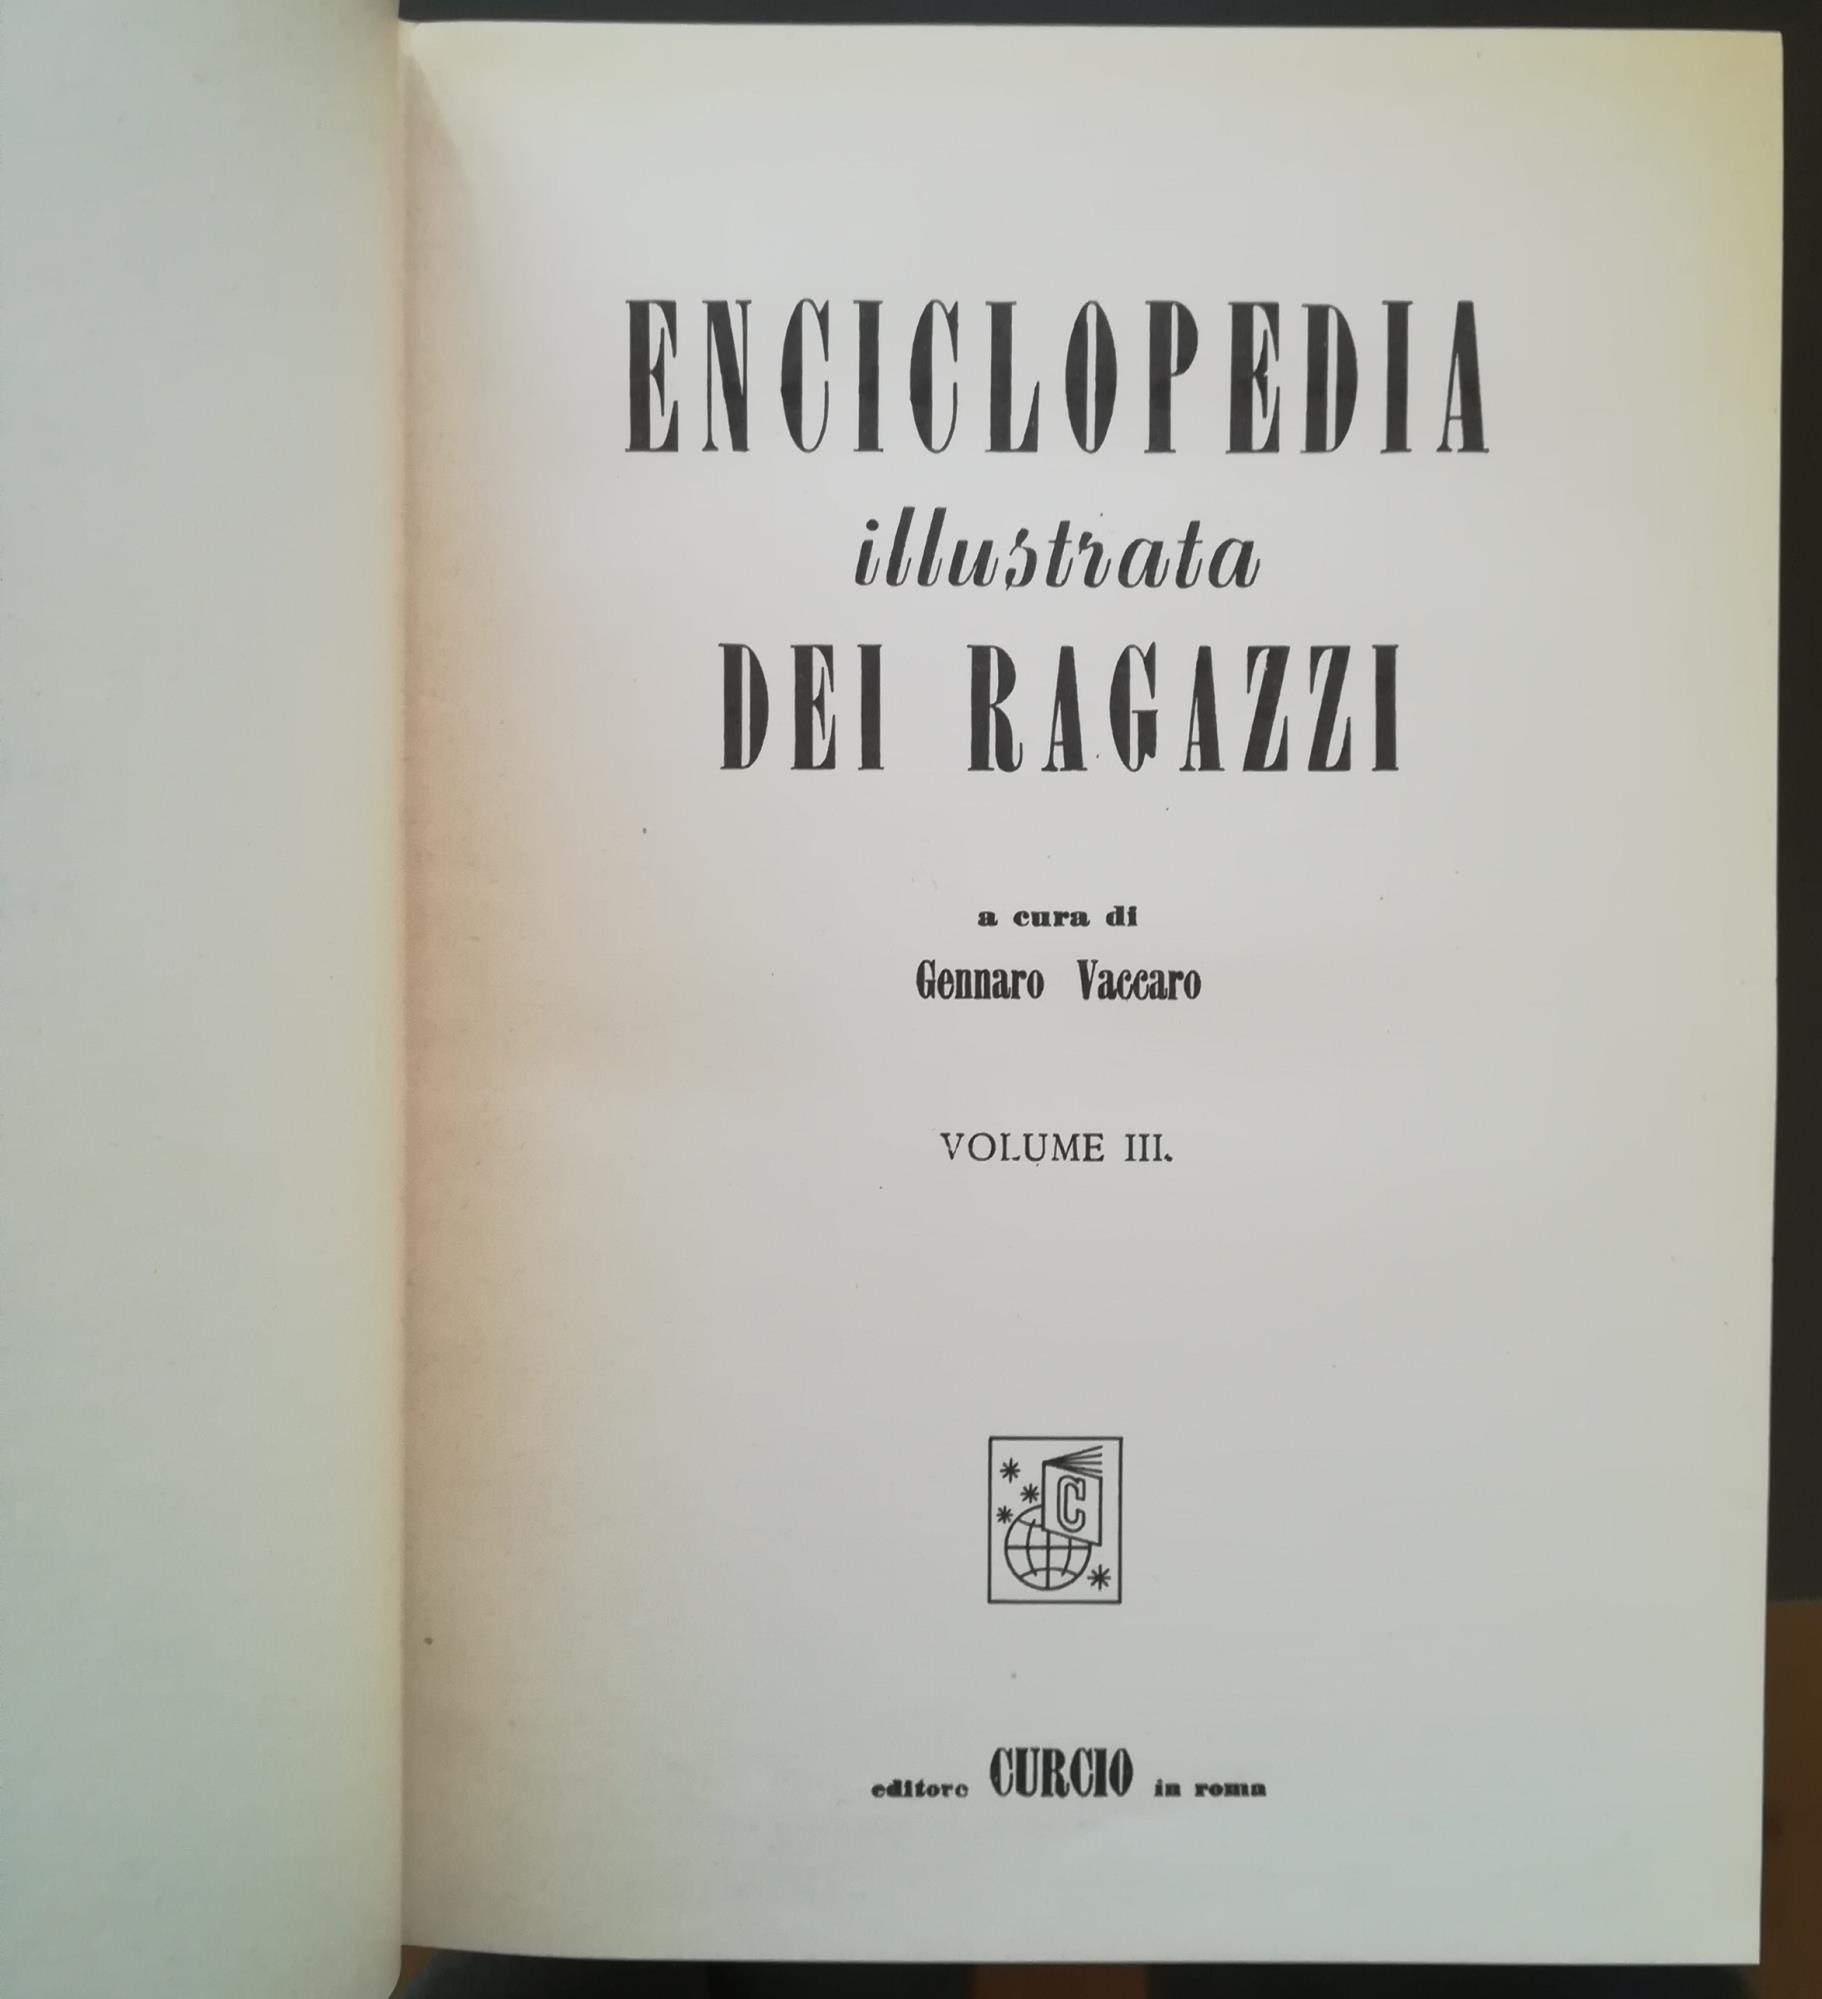 ENCICLOPEDIA
illustrata
DEI RAGAZZI
a cura di
Gennaro Vaccaro
VOLUME III.
C
editore CURCIO in roma